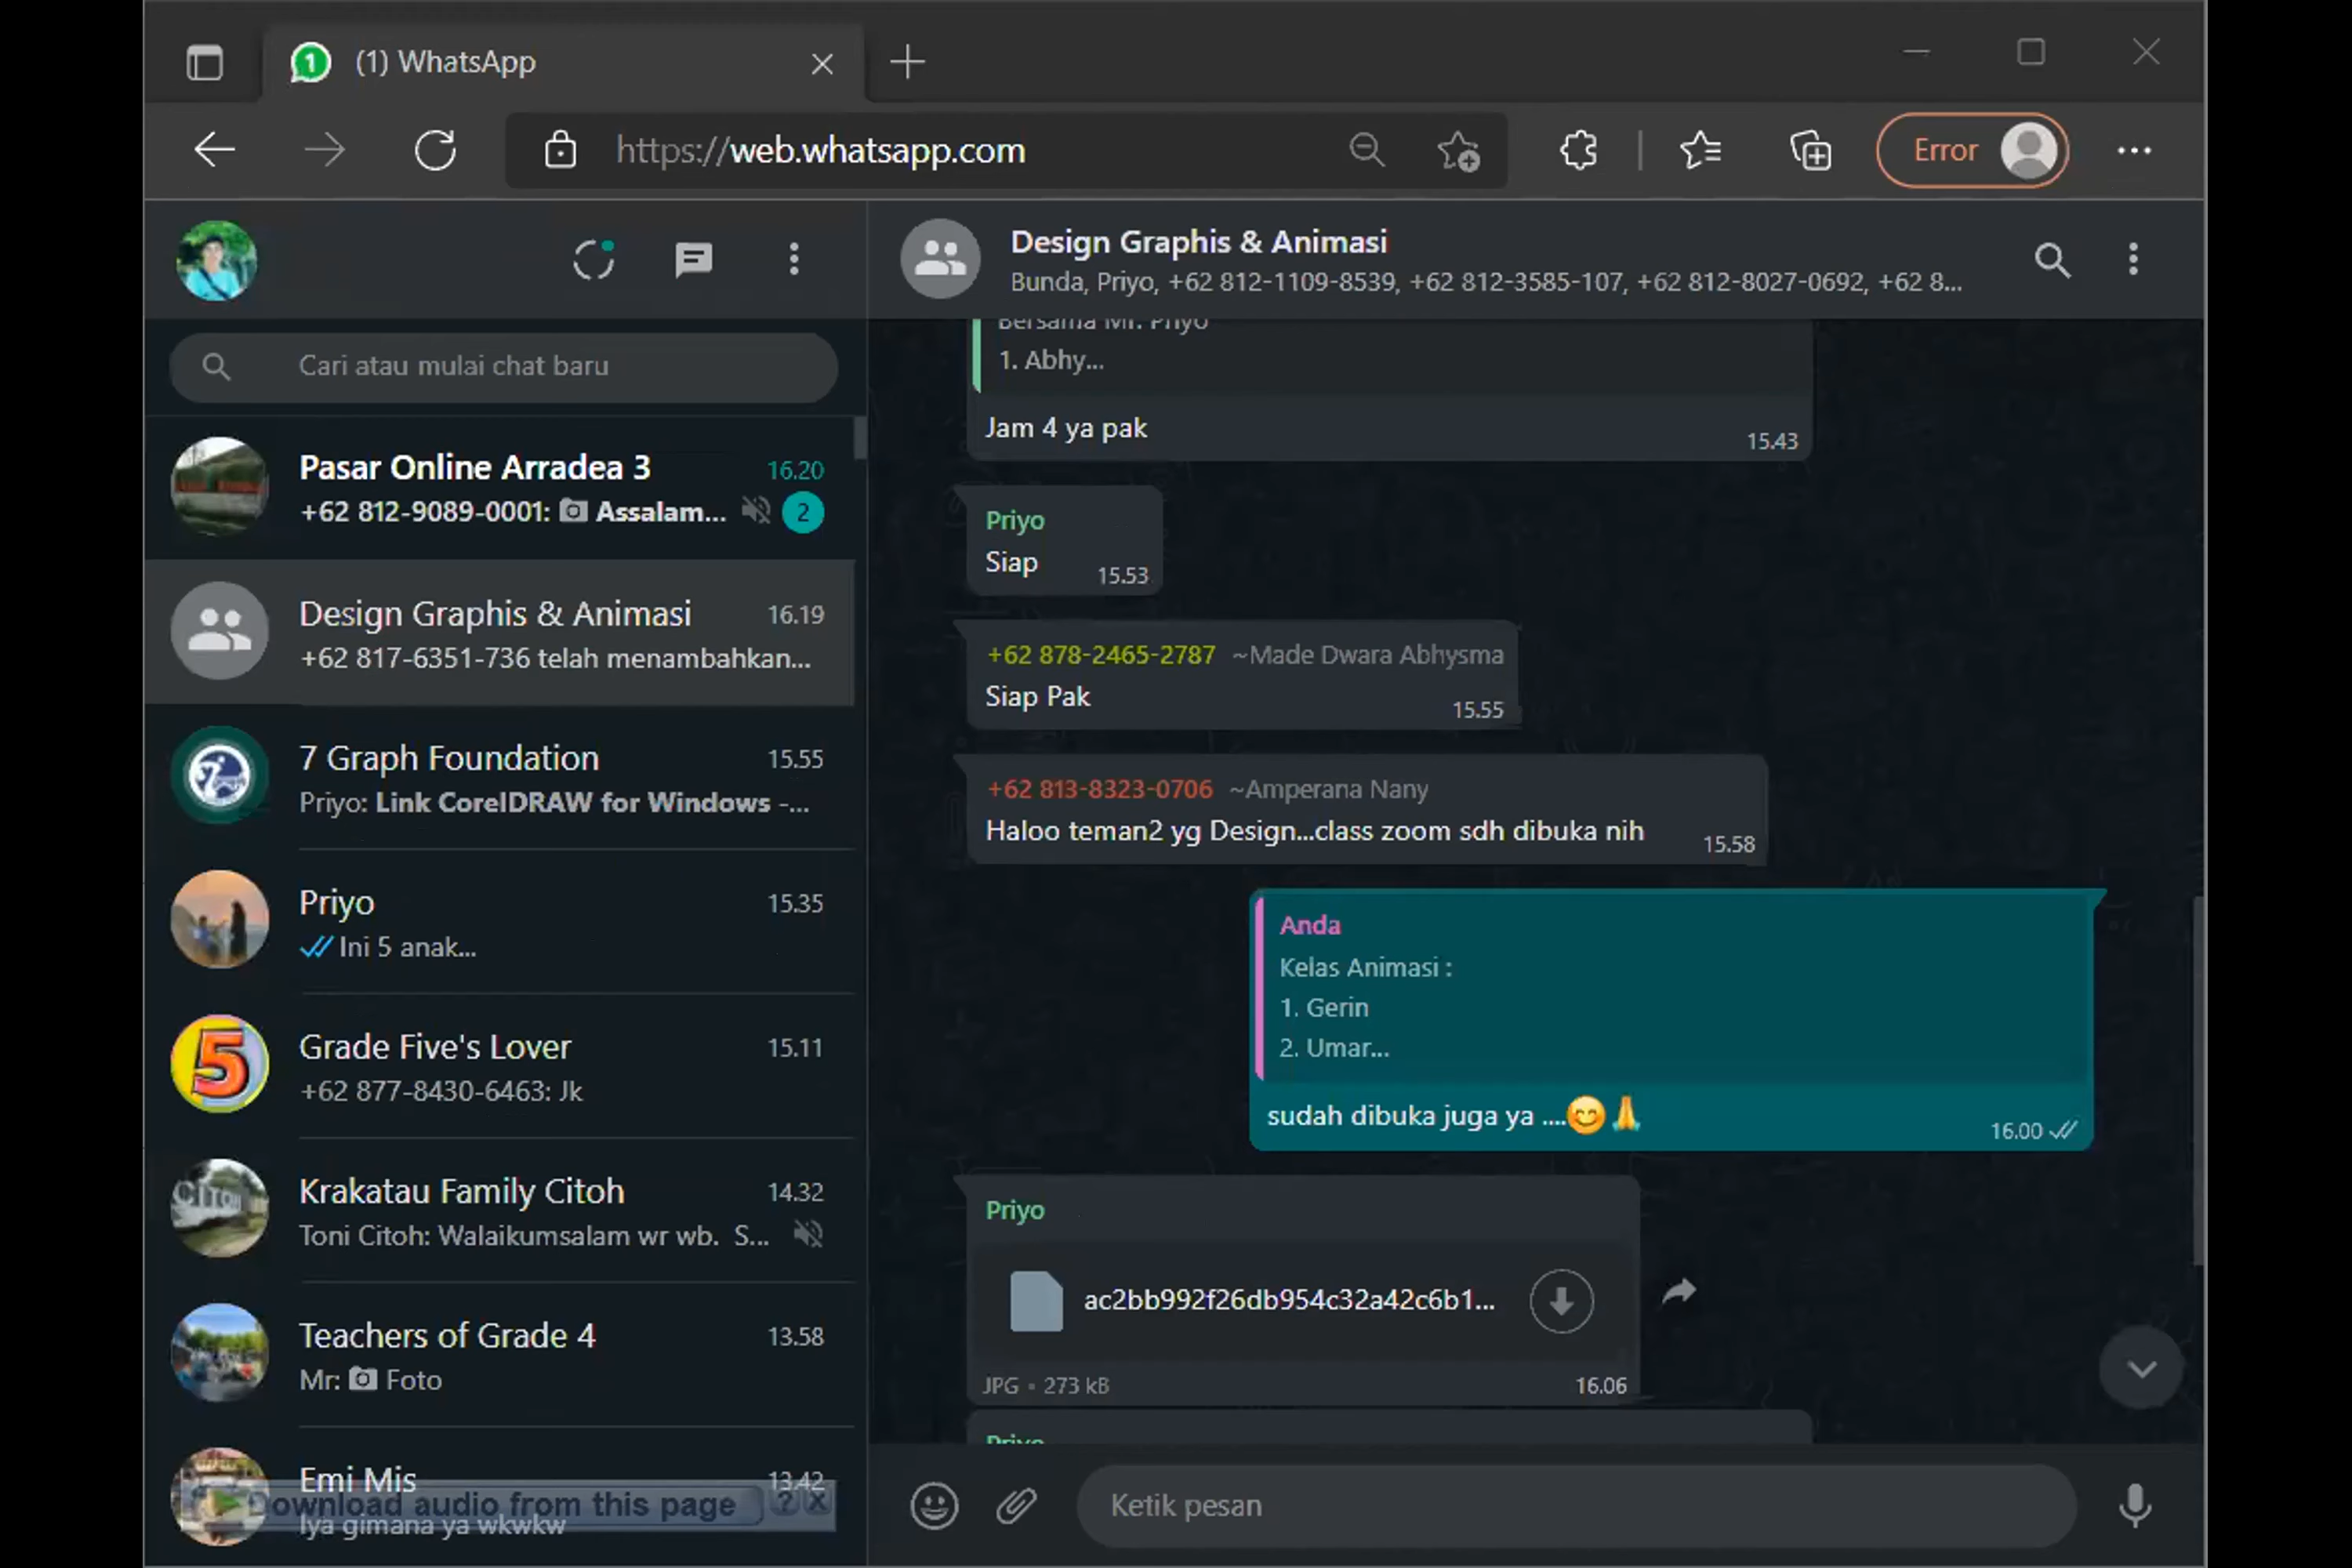 (1) WhatsApp
https://web.whatsapp.com
Error
Cari atau mulai chat baru
Pasar Online Arradea 3 16.20
+62 812-9089-0001: Assalam... 2
Design Graphis & Animasi 16.19
+62 817-6351-736 telah menambahkan...
7 Graph Foundation 15.55
Priyo: Link CorelDRAW for Windows -...
Priyo 15.35
Ini 5 anak...
Grade Five's Lover 15.11
+62 877-8430-6463: Jk
Krakatau Family Citoh 14.32
Toni Citoh: Walaikumsalam wr wb. S...
Teachers of Grade 4 13.58
Mr: Foto
Emi Mis 13.42
Download audio from this page ? X
Iya gimana ya wkwkw
Design Graphis & Animasi
Bunda, Priyo, +62 812-1109-8539, +62 812-3585-107, +62 812-8027-0692, +62 8...
Bersama Mr. Priyo
1. Abhy...
Jam 4 ya pak
15.43
Priyo
Siap
15.53
+62 878-2465-2787 ~Made Dwara Abhysma
Siap Pak
15.55
+62 813-8323-0706 ~Amperana Nany
Haloo teman2 yg Design...class zoom sdh dibuka nih
15.58
Anda
Kelas Animasi :
1. Gerin
2. Umar...
sudah dibuka juga ya ....😊🙏
16.00
Priyo
ac2bb992f26db954c32a42c6b1...
JPG • 273 kB 16.06
Priyo
Ketik pesan